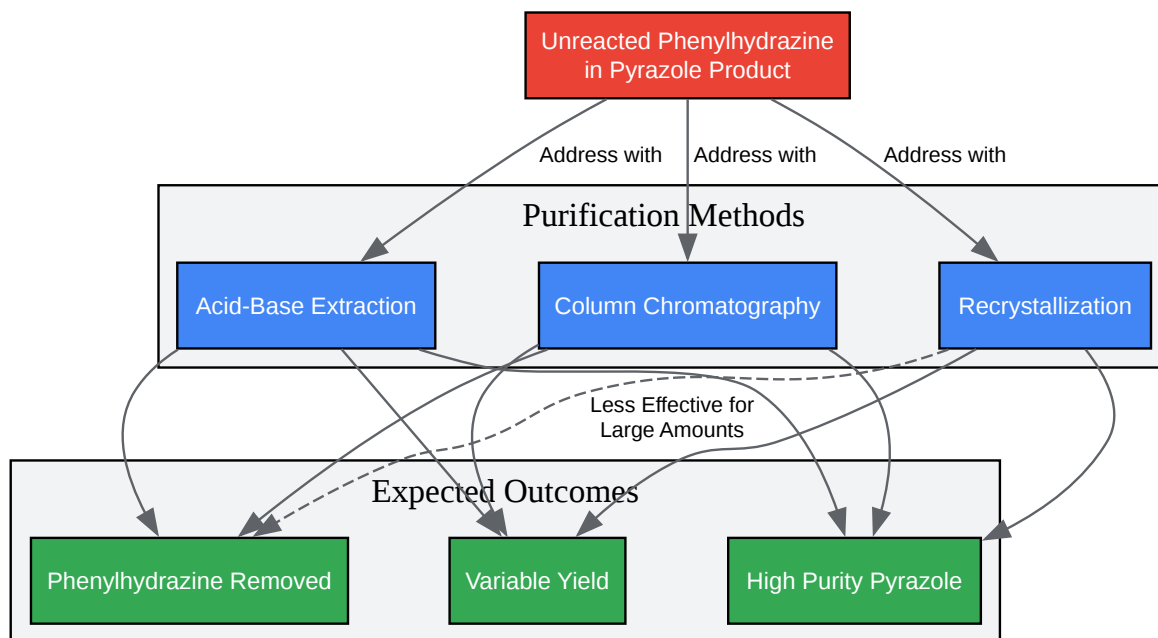 Unreacted Phenylhydrazine
in Pyrazole Product
Address with
Address with
Address with
Purification Methods
Acid-Base Extraction
Column Chromatography
Recrystallization
Less Effective for
Large Amounts
Expected Outcomes
Phenylhydrazine Removed
Variable Yield
High Purity Pyrazole